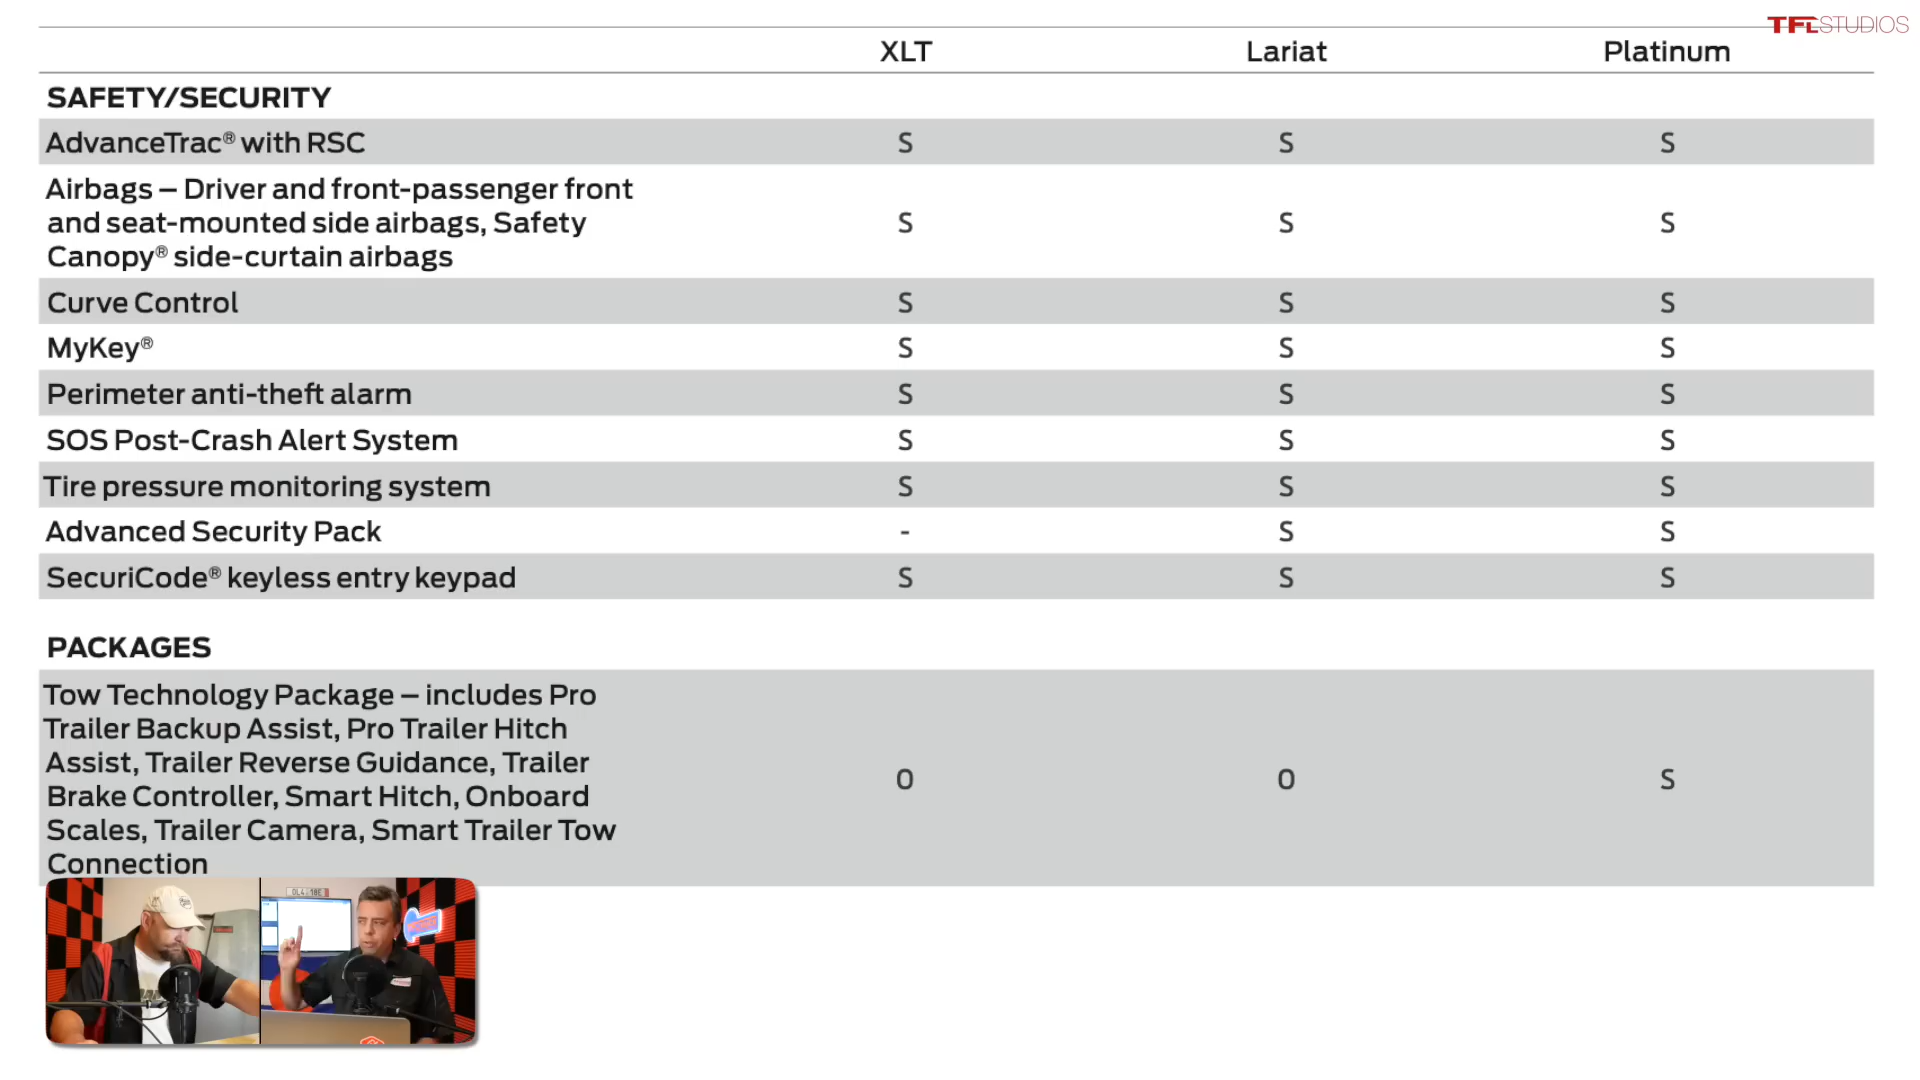 TFLSTUDIOS
XLT Lariat Platinum
SAFETY/SECURITY
AdvanceTrac® with RSC S S S
Airbags – Driver and front-passenger front
and seat-mounted side airbags, Safety S S S
Canopy® side-curtain airbags
Curve Control S S S
MyKey® S S S
Perimeter anti-theft alarm S S S
SOS Post-Crash Alert System S S S
Tire pressure monitoring system S S S
Advanced Security Pack - S S
SecuriCode® keyless entry keypad S S S
PACKAGES
Tow Technology Package – includes Pro
Trailer Backup Assist, Pro Trailer Hitch
Assist, Trailer Reverse Guidance, Trailer
Brake Controller, Smart Hitch, Onboard O O S
Scales, Trailer Camera, Smart Trailer Tow
Connection